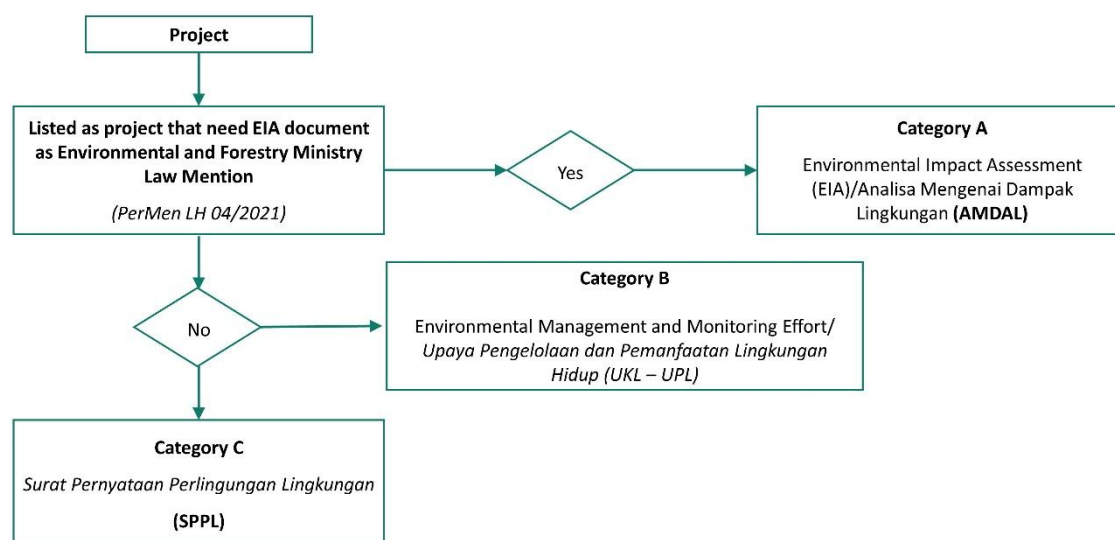 Project
Listed as project that need EIA document
as Environmental and Forestry Ministry
Law Mention
(PerMen LH 04/2021)
Yes
Category A
Environmental Impact Assessment
(EIA)/Analisa Mengenai Dampak
Lingkungan (AMDAL)
No
Category B
Environmental Management and Monitoring Effort/
Upaya Pengelolaan dan Pemanfaatan Lingkungan
Hidup (UKL – UPL)
Category C
Surat Pernyataan Perlingungan Lingkungan
(SPPL)